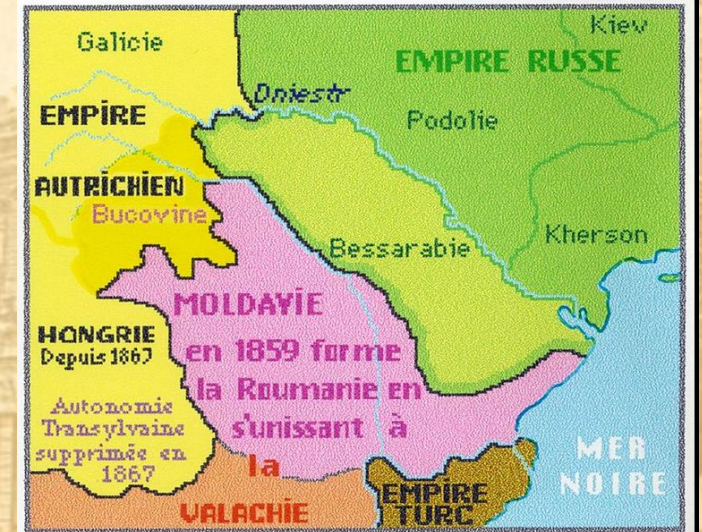 Galicie
Kiev
EMPIRE RUSSE
Dniestr
EMPIRE
Podolie
AUTRICHIEN
Bucovine
Bessarabie
Kherson
MOLDAVIE
HONGRIE
Depuis 1867
en 1859 forme
la Roumanie en
s'unissant à
la
VALACHIE
Autonomie
Transylvaine
supprimée en
1867
MER
NOIRE
EMPIRE
TURC